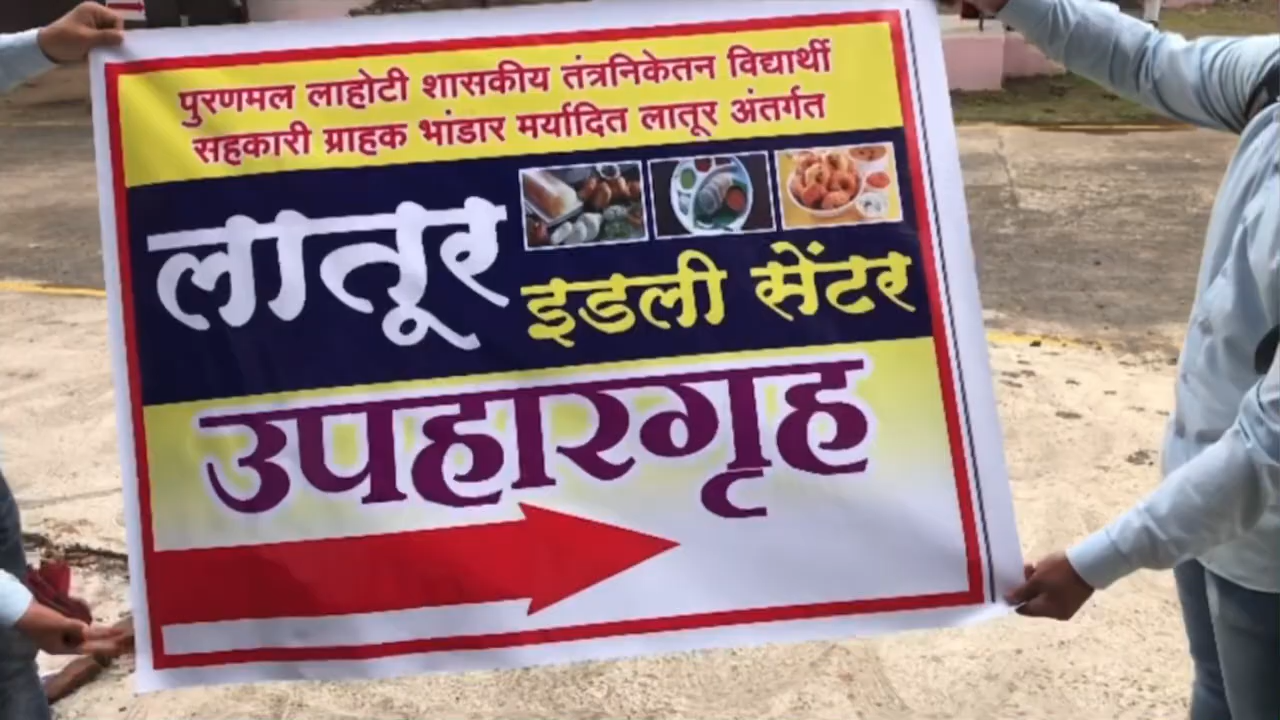 पुरणमल लाहोटी शासकीय तंत्रनिकेतन विद्यार्थी
सहकारी ग्राहक भांडार मर्यादित लातूर अंतर्गत
लातूर
इडली सेंटर
उपहारगृह